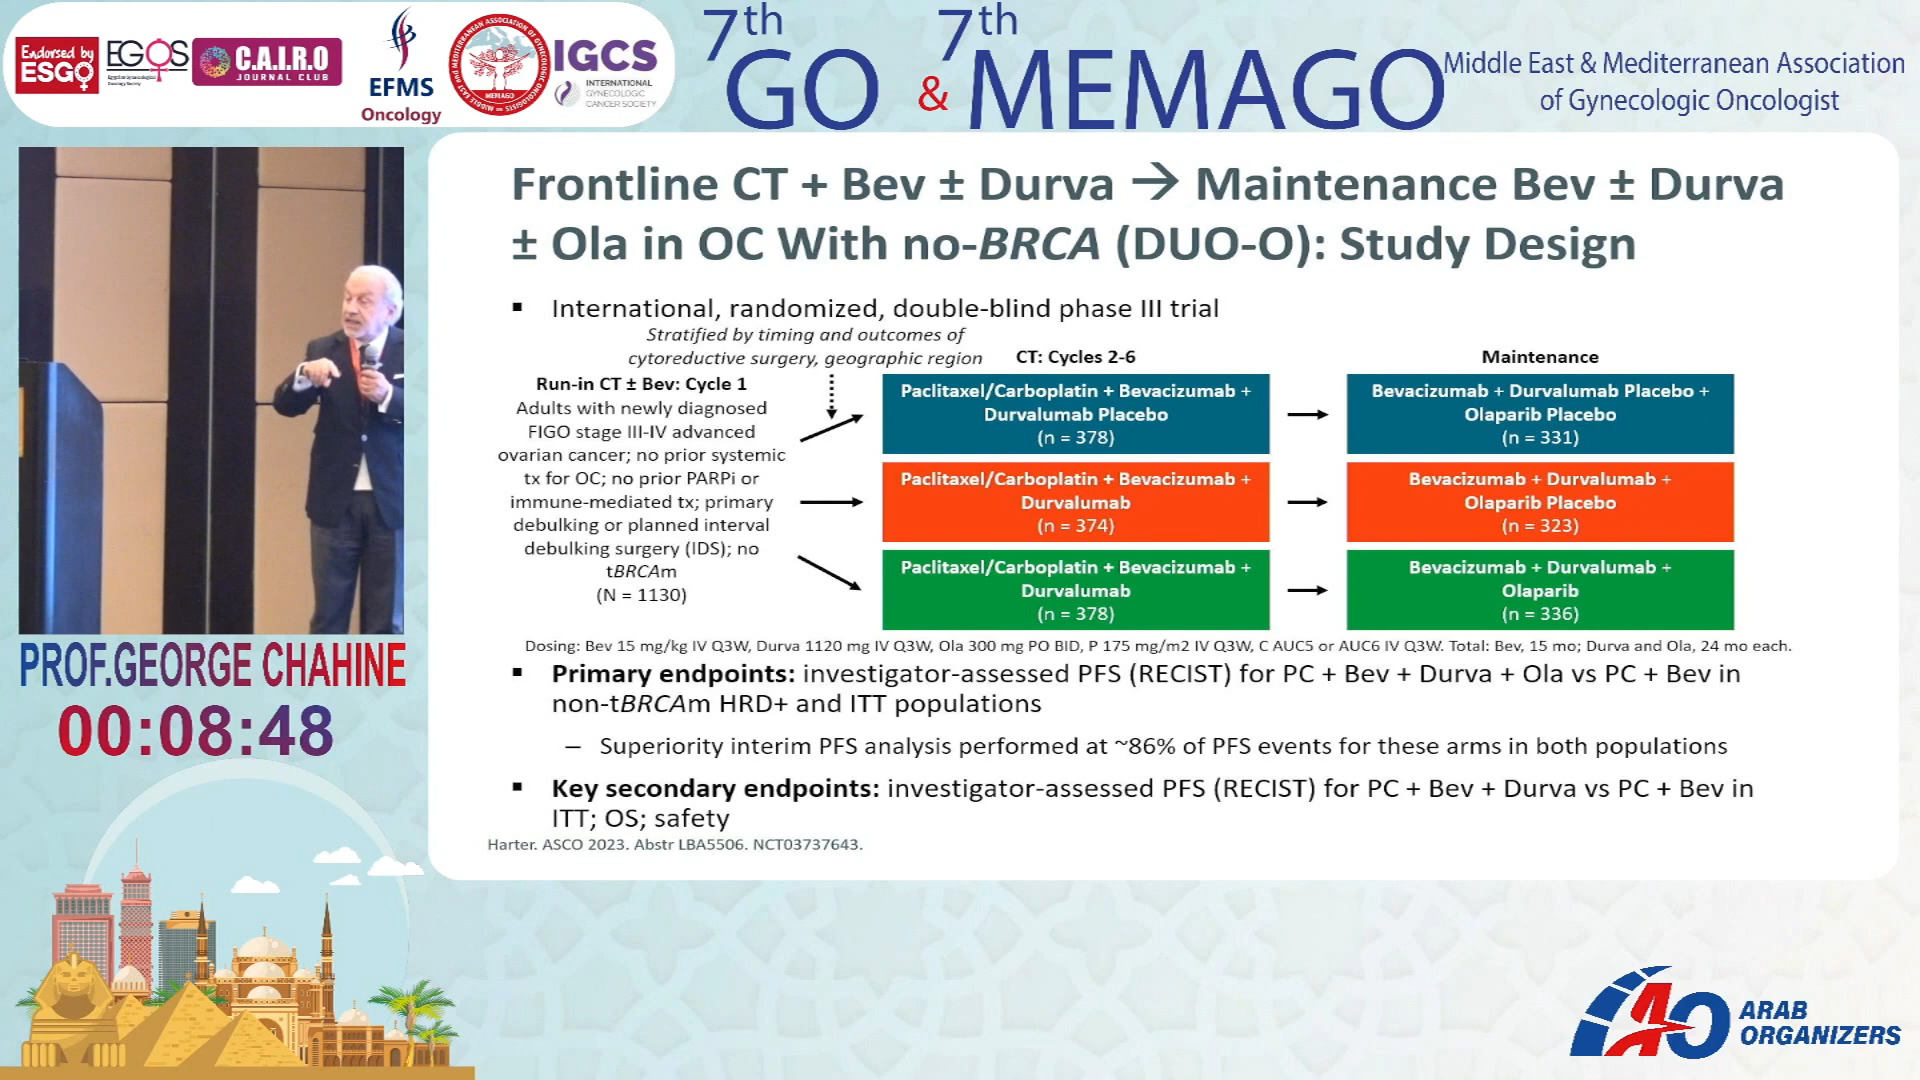 Endorsed by
ESGO
EGOS
C.A.I.R.O
JOURNAL CLUB
EFMS
Oncology
MIDDLE EAST and MEDITERRANEAN ASSOCIATION OF GYNECOLOGIC ONCOLOGISTS
MEMAGO
IGCS
INTERNATIONAL
GYNECOLOGIC
CANCER SOCIETY
7th
GO
&
7th
MEMAGO
Middle East & Mediterranean Association
of Gynecologic Oncologist
Frontline CT + Bev ± Durva → Maintenance Bev ± Durva
± Ola in OC With no-BRCA (DUO-O): Study Design
▪ International, randomized, double-blind phase III trial
Stratified by timing and outcomes of
cytoreductive surgery, geographic region
CT: Cycles 2-6
Maintenance
Run-in CT ± Bev: Cycle 1
Adults with newly diagnosed
FIGO stage III-IV advanced
ovarian cancer; no prior systemic
tx for OC; no prior PARPi or
immune-mediated tx; primary
debulking or planned interval
debulking surgery (IDS); no
tBRCAm
(N = 1130)
Paclitaxel/Carboplatin + Bevacizumab +
Durvalumab Placebo
(n = 378)
Bevacizumab + Durvalumab Placebo +
Olaparib Placebo
(n = 331)
Paclitaxel/Carboplatin + Bevacizumab +
Durvalumab
(n = 374)
Bevacizumab + Durvalumab +
Olaparib Placebo
(n = 323)
Paclitaxel/Carboplatin + Bevacizumab +
Durvalumab
(n = 378)
Bevacizumab + Durvalumab +
Olaparib
(n = 336)
Dosing: Bev 15 mg/kg IV Q3W, Durva 1120 mg IV Q3W, Ola 300 mg PO BID, P 175 mg/m2 IV Q3W, C AUC5 or AUC6 IV Q3W. Total: Bev, 15 mo; Durva and Ola, 24 mo each.
▪ Primary endpoints: investigator-assessed PFS (RECIST) for PC + Bev + Durva + Ola vs PC + Bev in
non-tBRCAm HRD+ and ITT populations
– Superiority interim PFS analysis performed at ~86% of PFS events for these arms in both populations
▪ Key secondary endpoints: investigator-assessed PFS (RECIST) for PC + Bev + Durva vs PC + Bev in
ITT; OS; safety
Harter. ASCO 2023. Abstr LBA5506. NCT03737643.
PROF.GEORGE CHAHINE
00:08:48
AO
ARAB
ORGANIZERS